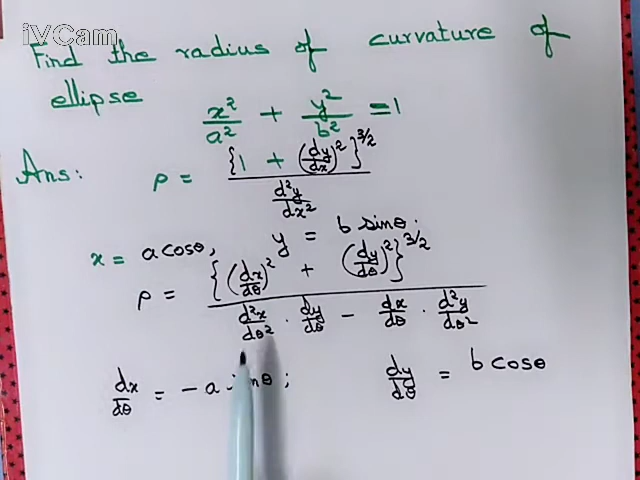 iVCam
Find the radius of curvature of
ellipse
x²/a² + y²/b² = 1
Ans: ρ = {1 + (dy/dx)²}^3/2 / d²y/dx²
x = a cosθ, y = b sinθ.
ρ = {(dx/dθ)² + (dy/dθ)²}^3/2 / d²x/dθ² · dy/dθ − dx/dθ · d²y/dθ²
dx/dθ = − a θ; dy/dθ = b cosθ